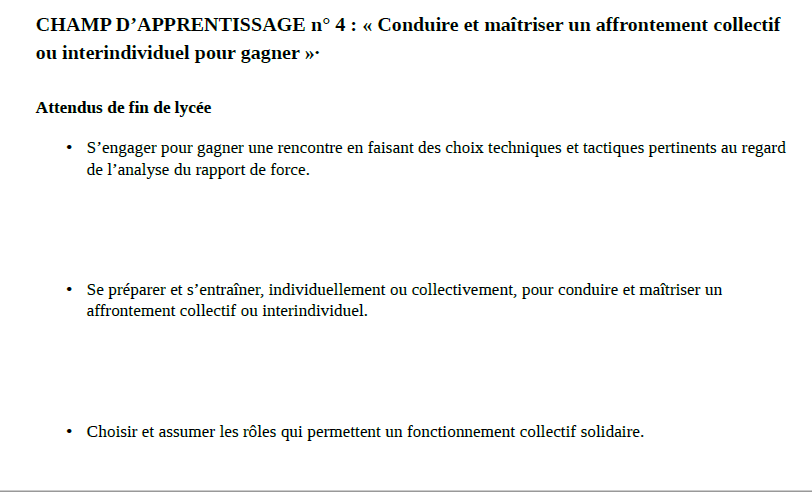 CHAMP D’APPRENTISSAGE n° 4 : « Conduire et maîtriser un affrontement collectif
ou interindividuel pour gagner »·
Attendus de fin de lycée
• S’engager pour gagner une rencontre en faisant des choix techniques et tactiques pertinents au regard
de l’analyse du rapport de force.
• Se préparer et s’entraîner, individuellement ou collectivement, pour conduire et maîtriser un
affrontement collectif ou interindividuel.
• Choisir et assumer les rôles qui permettent un fonctionnement collectif solidaire.